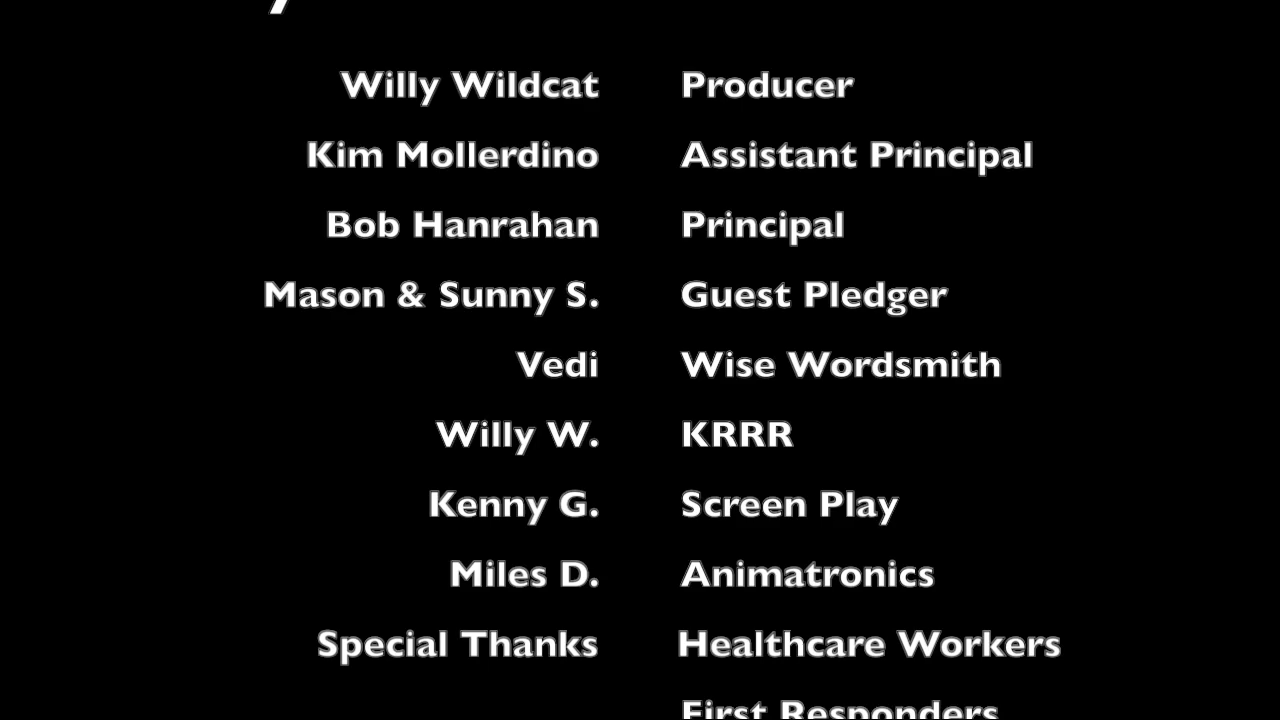 Willy Wildcat Producer
Kim Mollerdino Assistant Principal
Bob Hanrahan Principal
Mason & Sunny S. Guest Pledger
Vedi Wise Wordsmith
Willy W. KRRR
Kenny G. Screen Play
Miles D. Animatronics
Special Thanks Healthcare Workers
First Responders